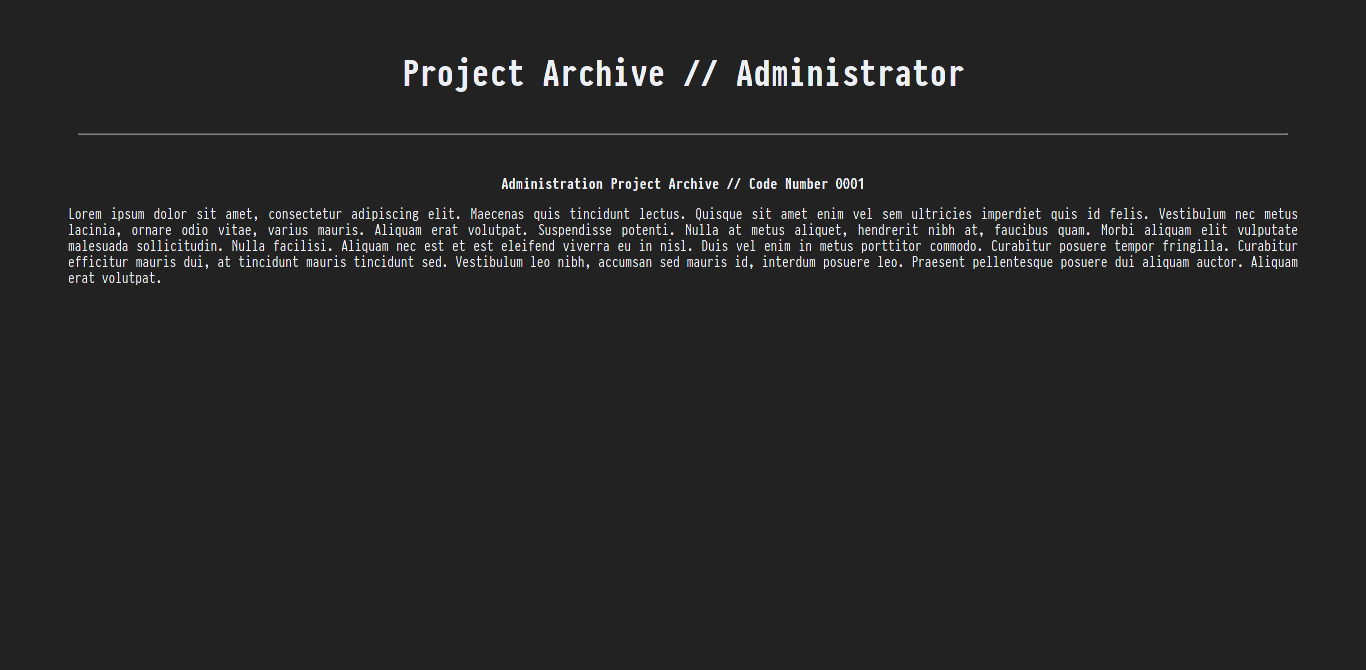 Project Archive // Administrator
Administration Project Archive // Code Number 0001
Lorem ipsum dolor sit amet, consectetur adipiscing elit. Maecenas quis tincidunt lectus. Quisque sit amet enim vel sem ultricies imperdiet quis id felis. Vestibulum nec metus
lacinia, ornare odio vitae, varius mauris. Aliquam erat volutpat. Suspendisse potenti. Nulla at metus aliquet, hendrerit nibh at, faucibus quam. Morbi aliquam elit vulputate
malesuada sollicitudin. Nulla facilisi. Aliquam nec est et est eleifend viverra eu in nisl. Duis vel enim in metus porttitor commodo. Curabitur posuere tempor fringilla. Curabitur
efficitur mauris dui, at tincidunt mauris tincidunt sed. Vestibulum leo nibh, accumsan sed mauris id, interdum posuere leo. Praesent pellentesque posuere dui aliquam auctor. Aliquam
erat volutpat.